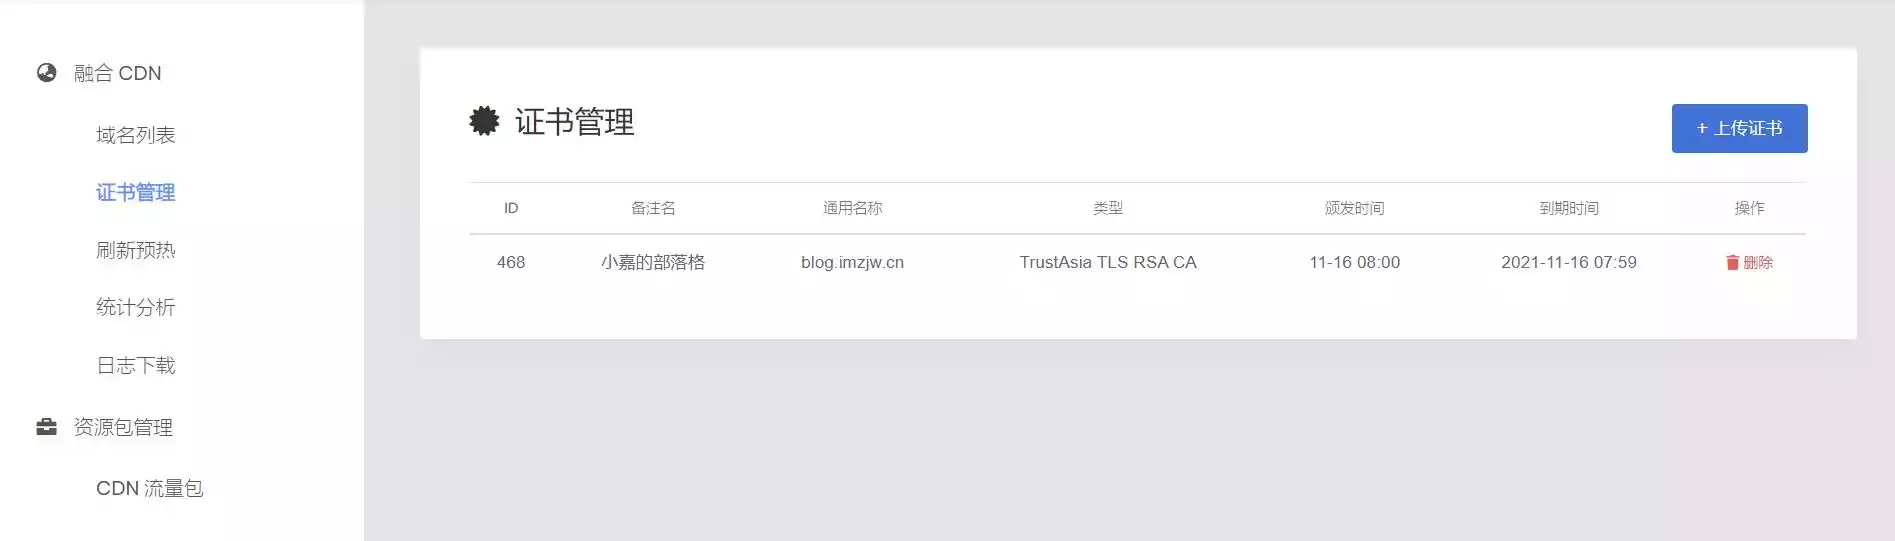 融合 CDN
域名列表
证书管理
刷新预热
统计分析
日志下载
资源包管理
CDN 流量包
证书管理
+ 上传证书
ID 备注名 通用名称 类型 颁发时间 到期时间 操作
468 小嘉的部落格 blog.imzjw.cn TrustAsia TLS RSA CA 11-16 08:00 2021-11-16 07:59 删除